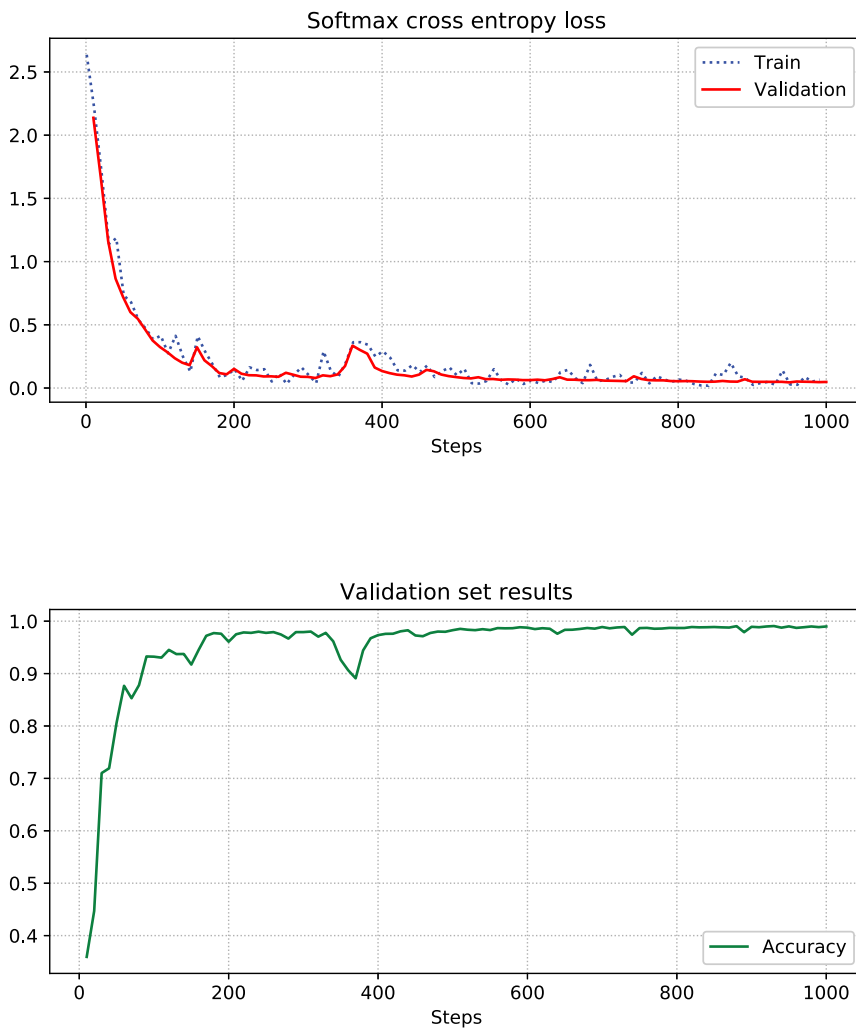 Softmax cross entropy loss
Train
Validation
2.5
2.0
1.5
1.0
0.5
0.0
0 200 400 600 800 1000
Steps
Validation set results
1.0
0.9
0.8
0.7
0.6
0.5
0.4
Accuracy
0 200 400 600 800 1000
Steps